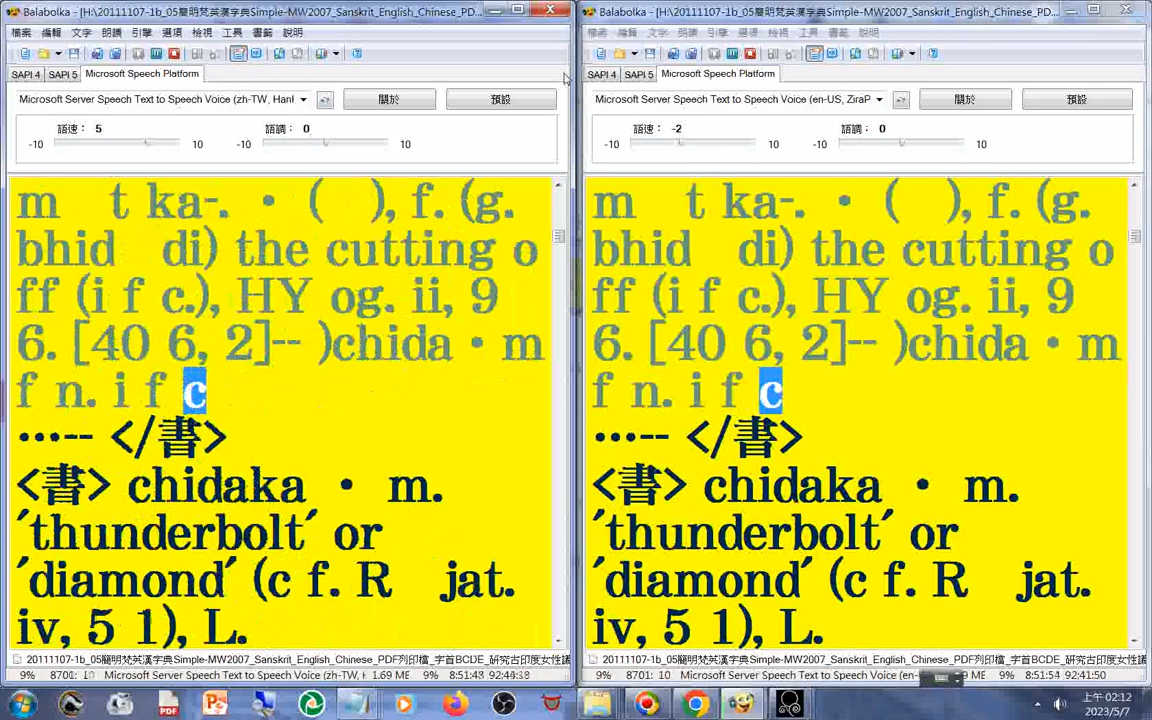 Balabolka - [H:\20111107-1b_05簡明梵英漢字典Simple-MW2007_Sanskrit_English_Chinese_PD...
檔案 編輯 文字 朗讀 引擎 選項 檢視 工具 書籤 說明
SAPI 4 SAPI 5 Microsoft Speech Platform
Microsoft Server Speech Text to Speech Voice (zh-TW, Han 關於 預設
語速： 5 語調： 0
-10 10 -10 10
m t ka-. • ( ), f. (g.
bhid di) the cutting o
ff (i f c.), HY og. ii, 9
6. [40 6, 2]-- )chida • m
f n. i f c
…-- </書>
<書> chidaka • m.
'thunderbolt' or
'diamond' (c f. R jat.
iv, 5 1), L.
20111107-1b_05簡明梵英漢字典Simple-MW2007_Sanskrit_English_Chinese_PDF列印檔_字首BCDE_研究古印度女性議
9% 8701: 10 Microsoft Server Speech Text to Speech Voice (zh-TW, H 1.69 MB 9% 8:51:43 92:44:38
Balabolka - [H:\20111107-1b_05簡明梵英漢字典Simple-MW2007_Sanskrit_English_Chinese_PD...
檔案 編輯 文字 朗讀 引擎 選項 檢視 工具 書籤 說明
SAPI 4 SAPI 5 Microsoft Speech Platform
Microsoft Server Speech Text to Speech Voice (en-US, ZiraP 關於 預設
語速： -2 語調： 0
-10 10 -10 10
m t ka-. • ( ), f. (g.
bhid di) the cutting o
ff (i f c.), HY og. ii, 9
6. [40 6, 2]-- )chida • m
f n. i f c
…-- </書>
<書> chidaka • m.
'thunderbolt' or
'diamond' (c f. R jat.
iv, 5 1), L.
20111107-1b_05簡明梵英漢字典Simple-MW2007_Sanskrit_English_Chinese_PDF列印檔_字首BCDE_研究古印度女性議
9% 8701: 10 Microsoft Server Speech Text to Speech Voice (en-U MB 9% 8:51:54 92:41:50
PDF
上午 02:12
2023/5/7